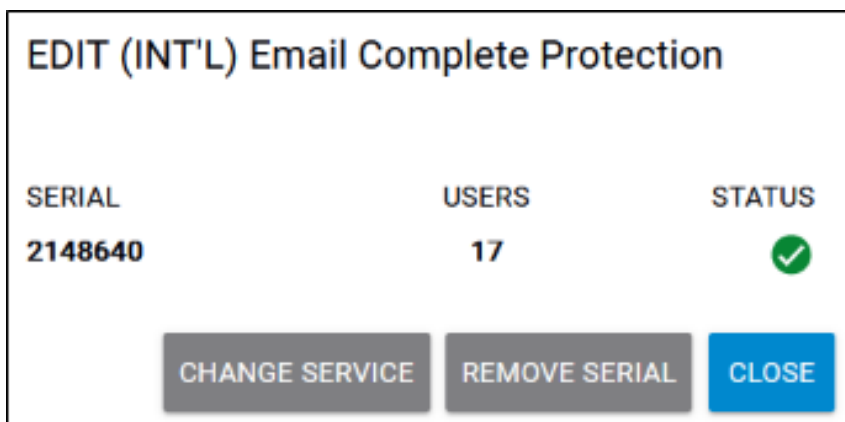 EDIT (INT'L) Email Complete Protection
SERIAL USERS STATUS
2148640 17
CHANGE SERVICE REMOVE SERIAL CLOSE